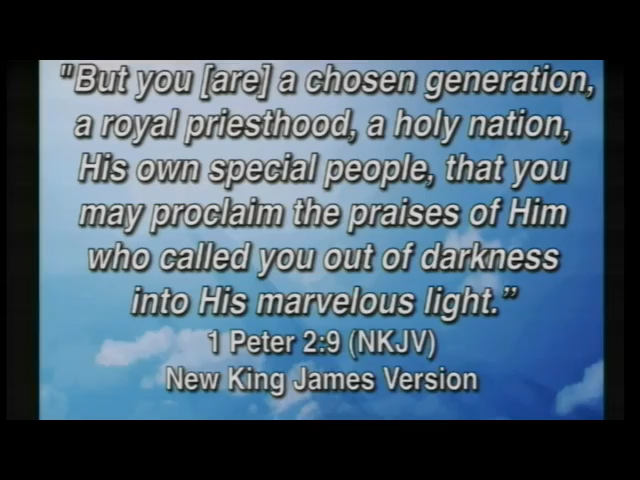 "But you [are] a chosen generation,
a royal priesthood, a holy nation,
His own special people, that you
may proclaim the praises of Him
who called you out of darkness
into His marvelous light.”
1 Peter 2:9 (NKJV)
New King James Version